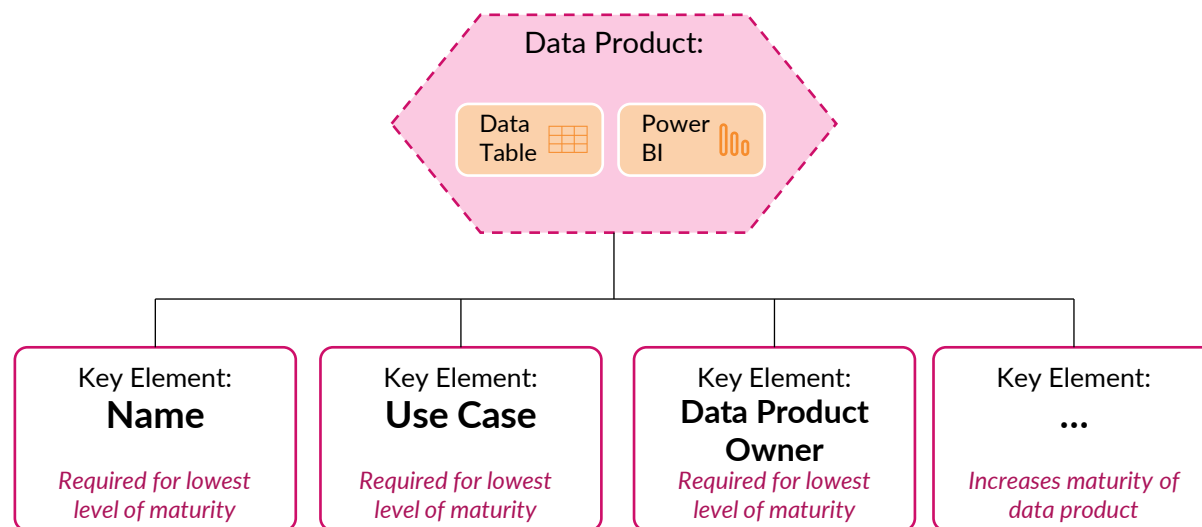 Data Product:
Data
Table
Power
BI
Key Element:
Name
Required for lowest
level of maturity
Key Element:
Use Case
Required for lowest
level of maturity
Key Element:
Data Product
Owner
Required for lowest
level of maturity
Key Element:
...
Increases maturity of
data product